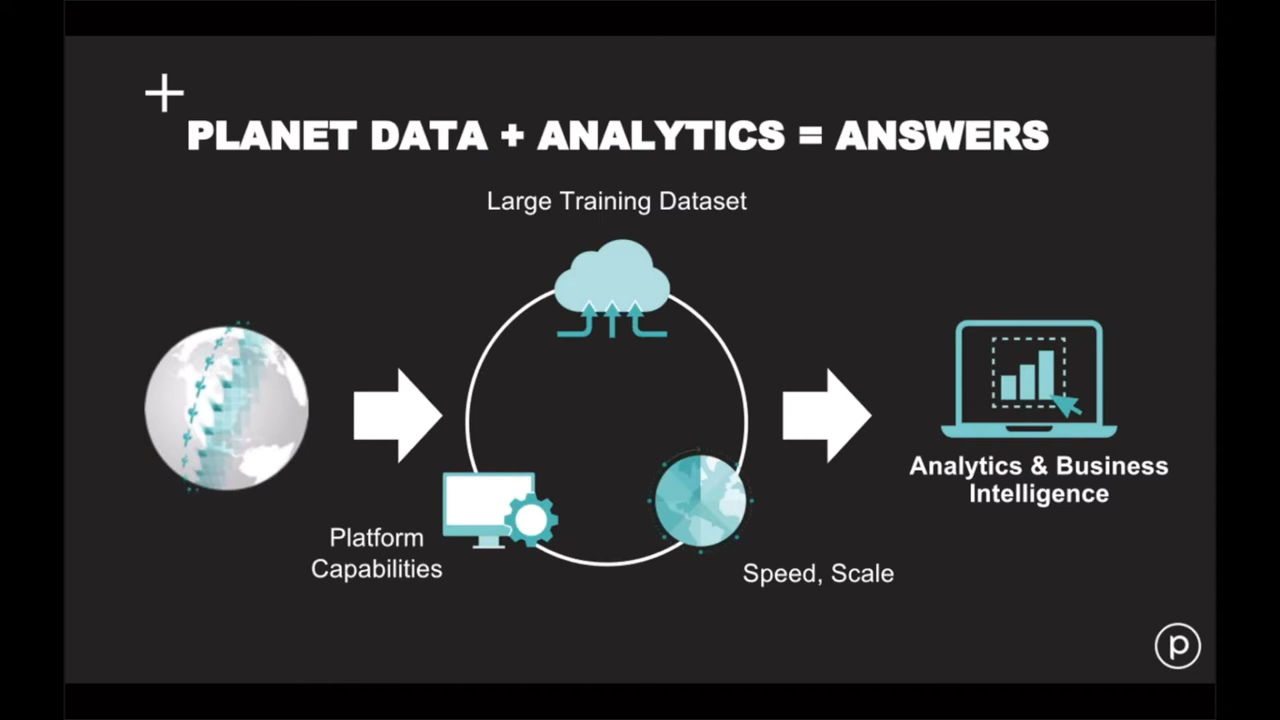 PLANET DATA + ANALYTICS = ANSWERS
Large Training Dataset
Platform
Capabilities
Speed, Scale
Analytics & Business
Intelligence
p